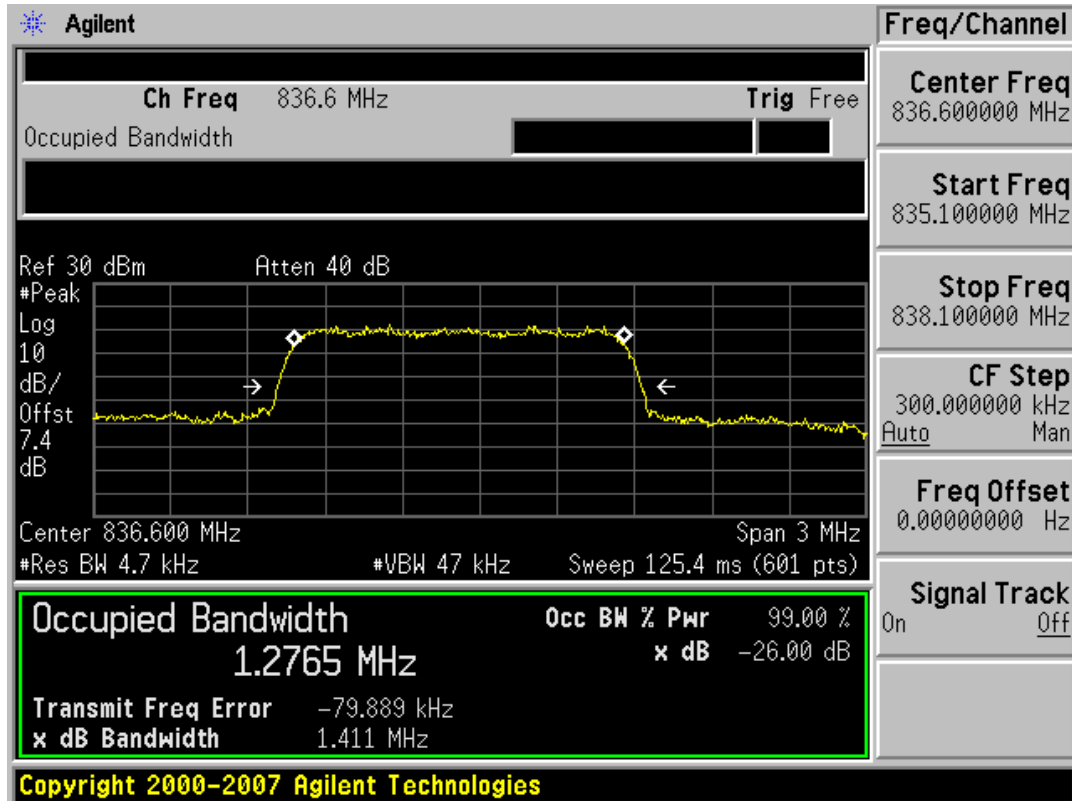 Agilent
Freq/Channel
Ch Freq 836.6 MHz Trig Free
Occupied Bandwidth
Center Freq
836.600000 MHz
Start Freq
835.100000 MHz
Stop Freq
838.100000 MHz
CF Step
300.000000 kHz
Auto Man
Freq Offset
0.00000000 Hz
Signal Track
On Off
Ref 30 dBm Atten 40 dB
#Peak
Log
10
dB/
Offst
7.4
dB
Center 836.600 MHz Span 3 MHz
#Res BW 4.7 kHz #VBW 47 kHz Sweep 125.4 ms (601 pts)
Occupied Bandwidth
1.2765 MHz
Occ BW % Pwr 99.00 %
x dB -26.00 dB
Transmit Freq Error -79.889 kHz
x dB Bandwidth 1.411 MHz
Copyright 2000-2007 Agilent Technologies